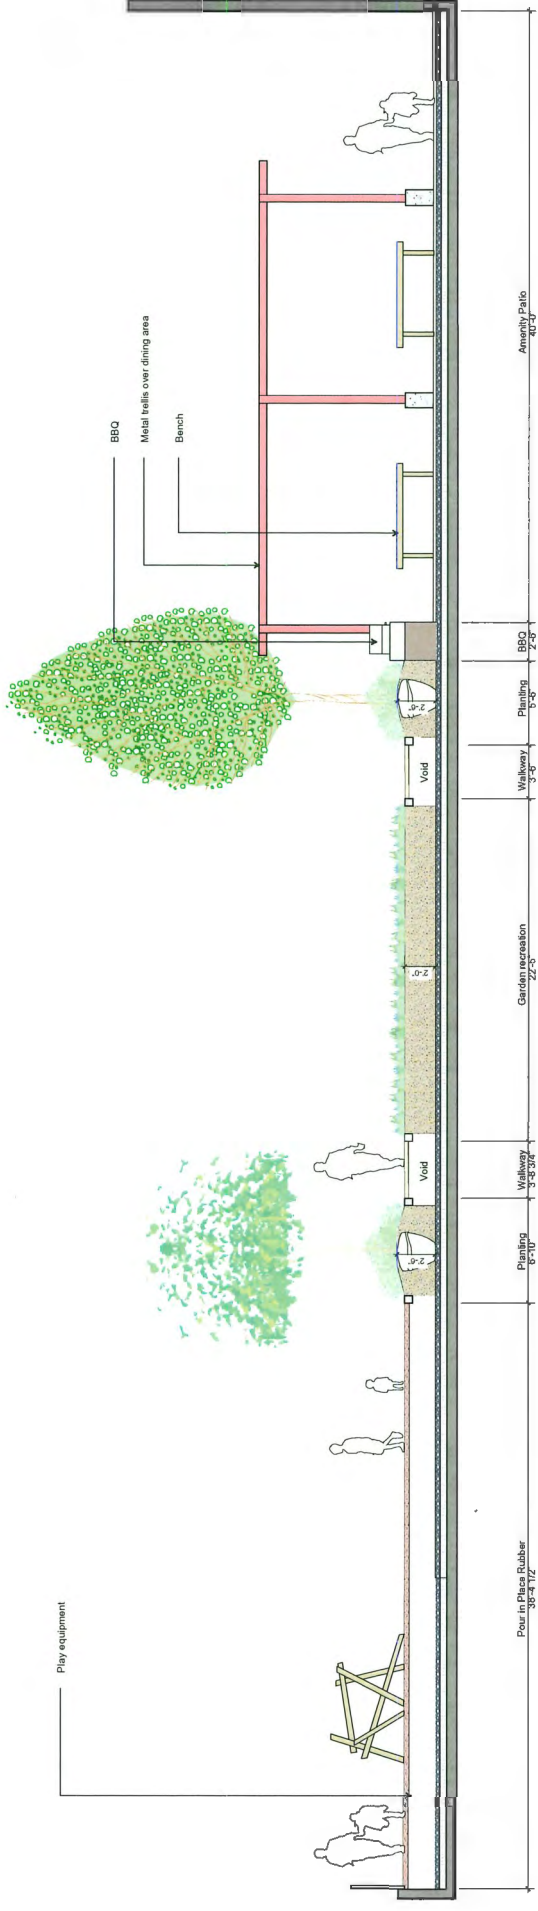 Play equipment
BBQ
Metal trellis over dining area
Bench
2'-6"
Void
2'-0"
Void
2'-6"
Pour in Place Rubber
38'-4 1/2"
Planting
6'-10"
Walkway
3'-8 3/4"
Garden recreation
22'-5"
Walkway
3'-6"
Planting
5'-6"
BBQ
2'-6"
Amenity Patio
40'-0"